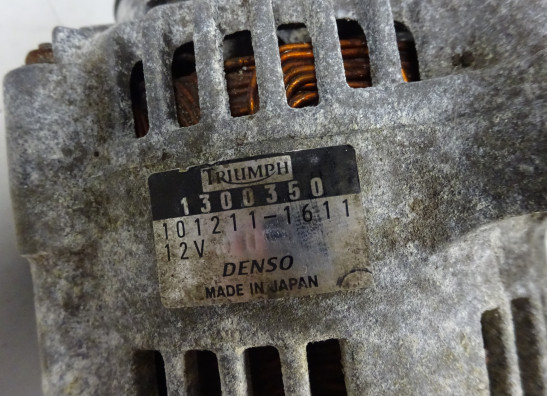 TRIUMPH
1300350
101211-1611
12V
DENSO
MADE IN JAPAN